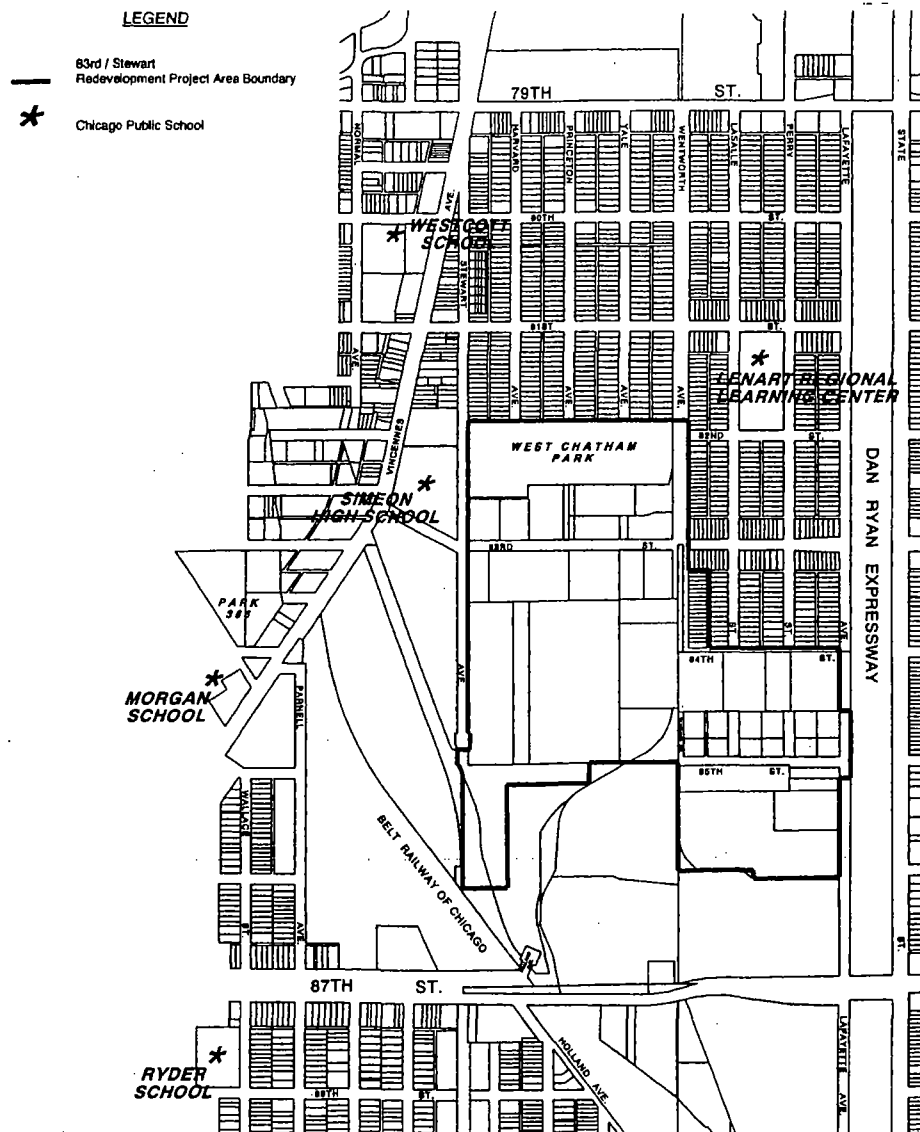 LEGEND
83rd / Stewart
Redevelopment Project Area Boundary
Chicago Public School
79TH ST.
NORMAL
HARVARD
PRINCETON
YALE
WENTWORTH
LASALLE
PERRY
LAFAYETTE
STATE
AVE.
80TH ST.
WESTCOTT
SCHOOL
STEWART
81ST ST.
AVE.
LENART REGIONAL
LEARNING CENTER
AVE.
AVE.
AVE.
AVE.
82ND ST.
WEST CHATHAM
PARK
VINCENNES
DAN RYAN EXPRESSWAY
SIMEON
HIGH SCHOOL
83RD ST.
PARK
386
ST.
ST.
AVE.
84TH ST.
AVE.
MORGAN
SCHOOL
PARNELL
85TH ST.
WALLACE
BELT RAILWAY OF CHICAGO
ST.
AVE.
ST.
87TH ST.
HOLLAND AVE.
LAFAYETTE AVE.
RYDER
SCHOOL
88TH ST.